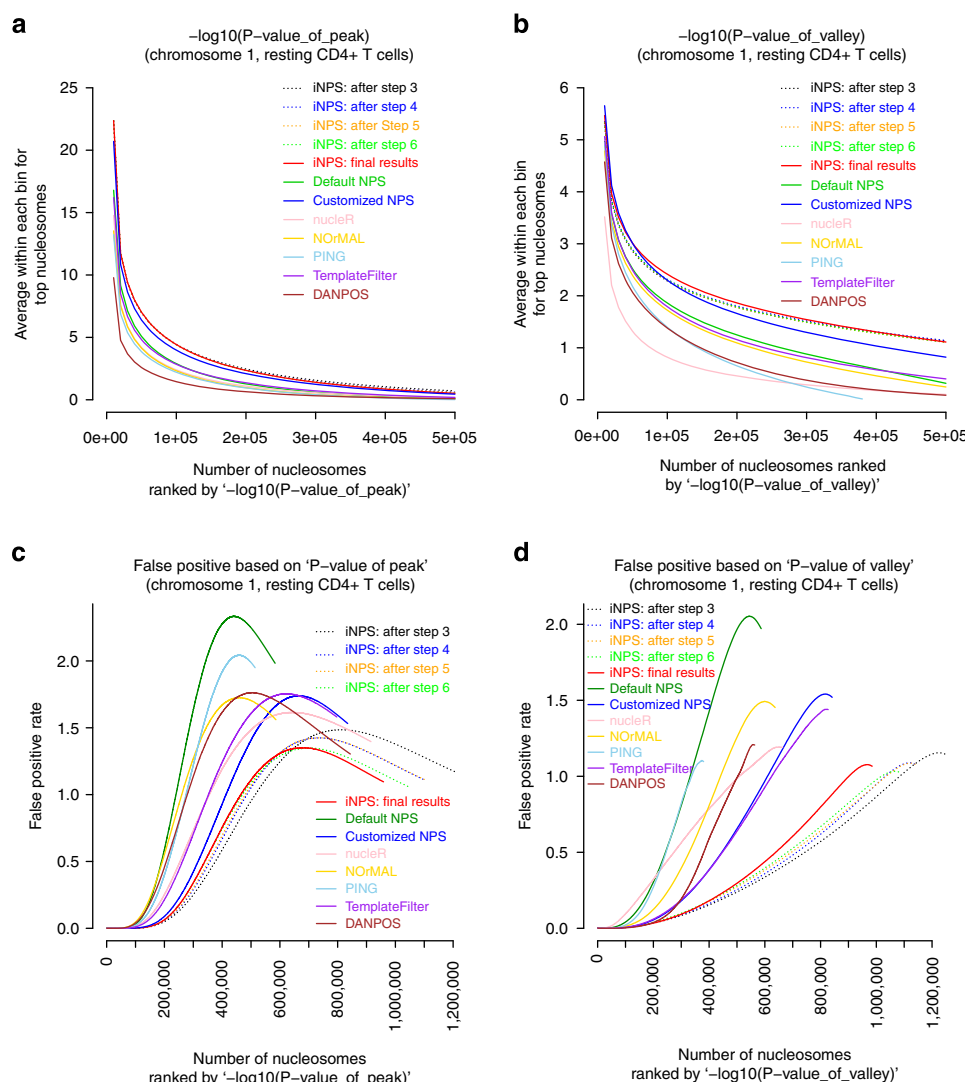 a
−log10(P−value_of_peak)
(chromosome 1, resting CD4+ T cells)
25
20
15
10
5
0
Average within each bin for
top nucleosomes
iNPS: after step 3
iNPS: after step 4
iNPS: after Step 5
iNPS: after step 6
iNPS: final results
Default NPS
Customized NPS
nucleR
NOrMAL
PING
TemplateFilter
DANPOS
0e+00
1e+05
2e+05
3e+05
4e+05
5e+05
Number of nucleosomes
ranked by ‘−log10(P−value_of_peak)’
b
−log10(P−value_of_valley)
(chromosome 1, resting CD4+ T cells)
6
5
4
3
2
1
0
Average within each bin
for top nucleosomes
iNPS: after step 3
iNPS: after step 4
iNPS: after step 5
iNPS: after step 6
iNPS: final results
Default NPS
Customized NPS
nucleR
NOrMAL
PING
TemplateFilter
DANPOS
0e+00
1e+05
2e+05
3e+05
4e+05
5e+05
Number of nucleosomes ranked
by ‘−log10(P−value_of_valley)’
c
False positive based on ‘P−value of peak’
(chromosome 1, resting CD4+ T cells)
2.0
1.5
1.0
0.5
0.0
False positive rate
iNPS: after step 3
iNPS: after step 4
iNPS: after step 5
iNPS: after step 6
iNPS: final results
Default NPS
Customized NPS
nucleR
NOrMAL
PING
TemplateFilter
DANPOS
0
200,000
400,000
600,000
800,000
1,000,000
1,200,000
Number of nucleosomes
ranked by ‘−log10(P−value_of_peak)’
d
False positive based on ‘P−value of valley’
(chromosome 1, resting CD4+ T cells)
2.0
1.5
1.0
0.5
0.0
False positive rate
iNPS: after step 3
iNPS: after step 4
iNPS: after step 5
iNPS: after step 6
iNPS: final results
Default NPS
Customized NPS
nucleR
NOrMAL
PING
TemplateFilter
DANPOS
0
200,000
400,000
600,000
800,000
1,000,000
1,200,000
Number of nucleosomes
ranked by ‘−log10(P−value_of_valley)’